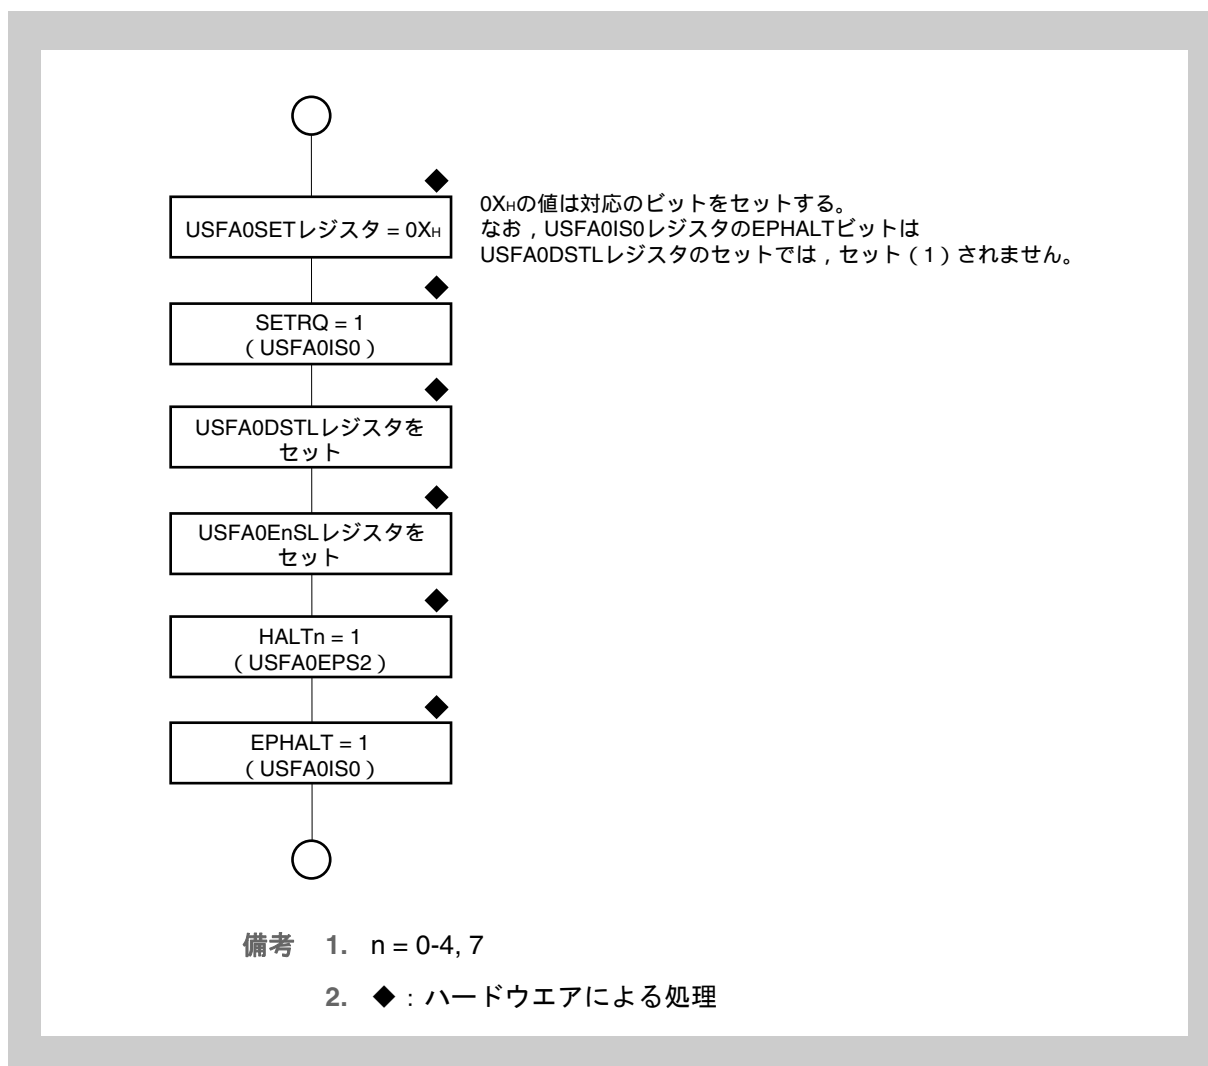 USFA0SETレジスタ = 0XH
0XHの値は対応のビットをセットする。
なお，USFA0IS0レジスタのEPHALTビットは
USFA0DSTLレジスタのセットでは，セット（1）されません。
SETRQ = 1
（USFA0IS0）
USFA0DSTLレジスタを
セット
USFA0EnSLレジスタを
セット
HALTn = 1
（USFA0EPS2）
EPHALT = 1
（USFA0IS0）
備考 1. n = 0-4, 7
2. ◆：ハードウエアによる処理